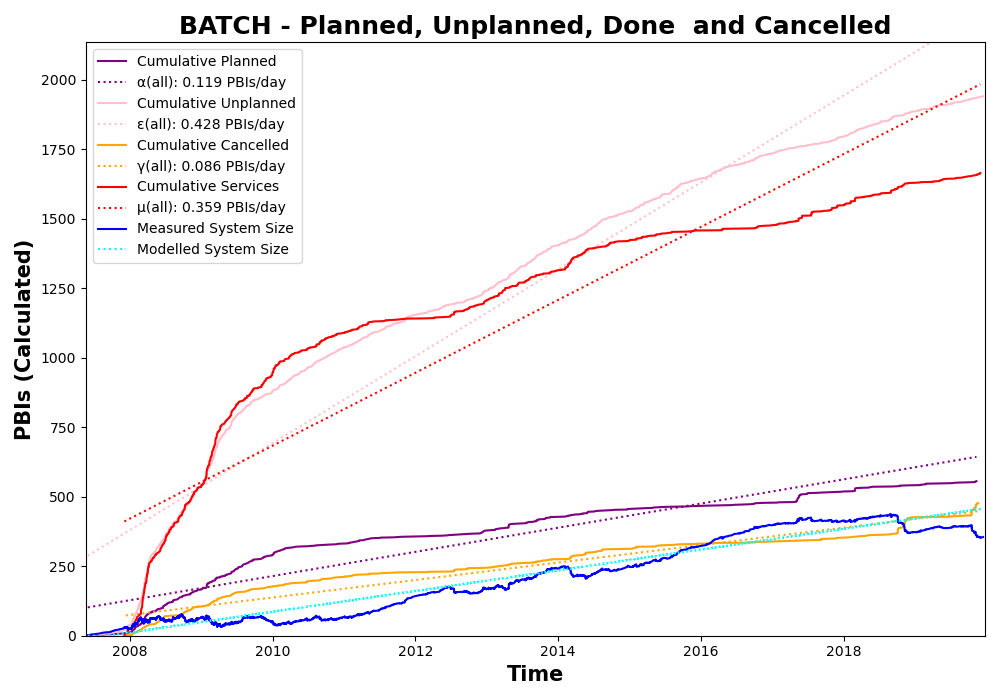 BATCH - Planned, Unplanned, Done  and Cancelled
Cumulative Planned
α(all): 0.119 PBIs/day
Cumulative Unplanned
ε(all): 0.428 PBIs/day
Cumulative Cancelled
γ(all): 0.086 PBIs/day
Cumulative Services
μ(all): 0.359 PBIs/day
Measured System Size
Modelled System Size
PBIs (Calculated)
2000
1750
1500
1250
1000
750
500
250
0
2008 2010 2012 2014 2016 2018
Time